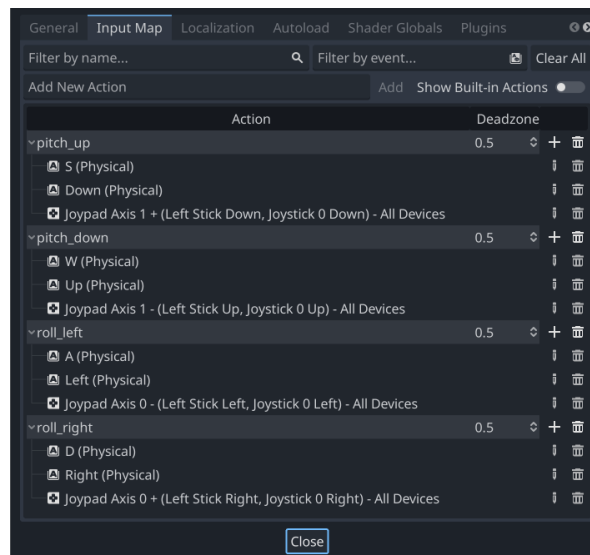 General Input Map Localization Autoload Shader Globals Plugins
Filter by name... Filter by event... Clear All
Add New Action Add Show Built-in Actions
Action Deadzone
pitch_up 0.5
S (Physical)
Down (Physical)
Joypad Axis 1 + (Left Stick Down, Joystick 0 Down) - All Devices
pitch_down 0.5
W (Physical)
Up (Physical)
Joypad Axis 1 - (Left Stick Up, Joystick 0 Up) - All Devices
roll_left 0.5
A (Physical)
Left (Physical)
Joypad Axis 0 - (Left Stick Left, Joystick 0 Left) - All Devices
roll_right 0.5
D (Physical)
Right (Physical)
Joypad Axis 0 + (Left Stick Right, Joystick 0 Right) - All Devices
Close